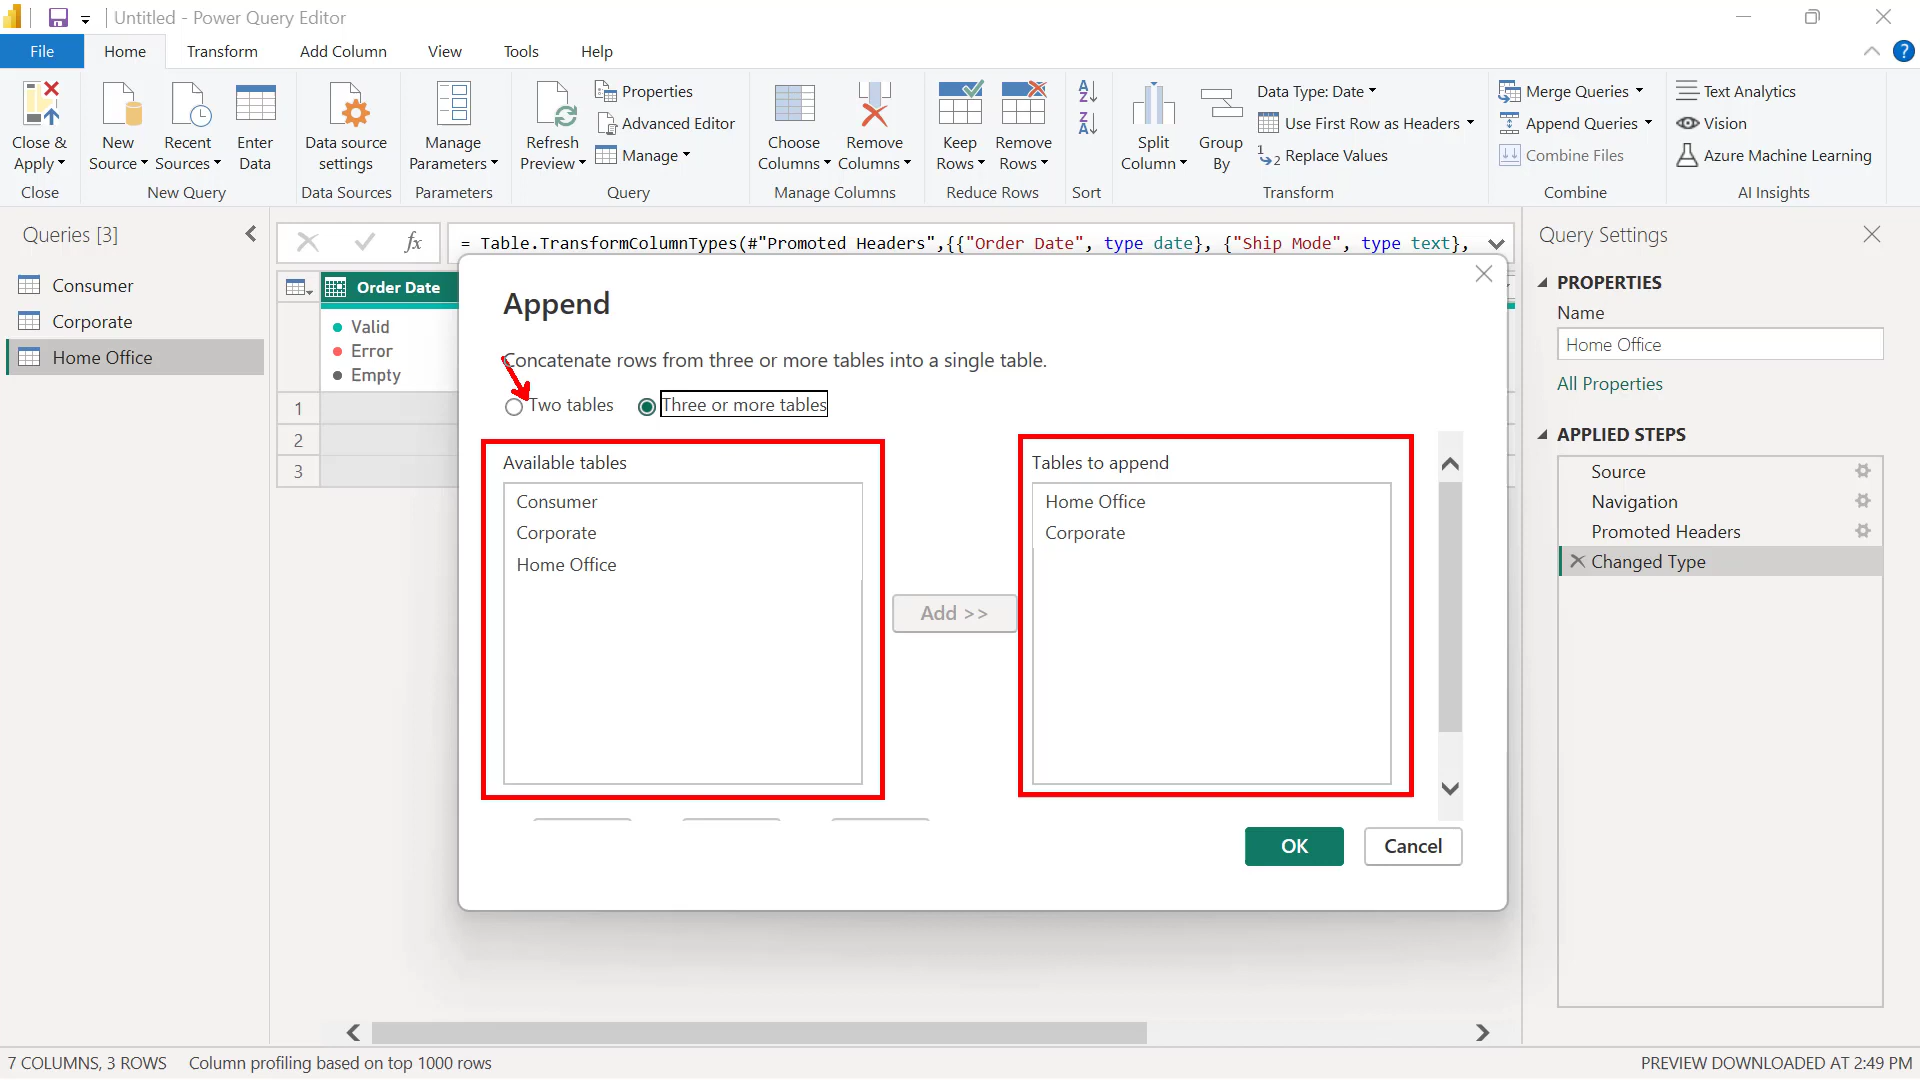 Untitled - Power Query Editor
File Home Transform Add Column View Tools Help
Close & Apply
Close
New Source
Recent Sources
Enter Data
New Query
Data source settings
Data Sources
Manage Parameters
Parameters
Refresh Preview
Properties
Advanced Editor
Manage
Query
Choose Columns
Remove Columns
Manage Columns
Keep Rows
Remove Rows
Reduce Rows
Sort
Split Column
Group By
Data Type: Date
Use First Row as Headers
Replace Values
Transform
Merge Queries
Append Queries
Combine Files
Combine
Text Analytics
Vision
Azure Machine Learning
AI Insights
Queries [3]
Consumer
Corporate
Home Office
fx
= Table.TransformColumnTypes(#"Promoted Headers",{{"Order Date", type date}, {"Ship Mode", type text},
Order Date
Valid
Error
Empty
1
2
3
Append
Concatenate rows from three or more tables into a single table.
Two tables Three or more tables
Available tables
Consumer
Corporate
Home Office
Add >>
Tables to append
Home Office
Corporate
OK Cancel
Query Settings
PROPERTIES
Name
Home Office
All Properties
APPLIED STEPS
Source
Navigation
Promoted Headers
Changed Type
7 COLUMNS, 3 ROWS Column profiling based on top 1000 rows
PREVIEW DOWNLOADED AT 2:49 PM